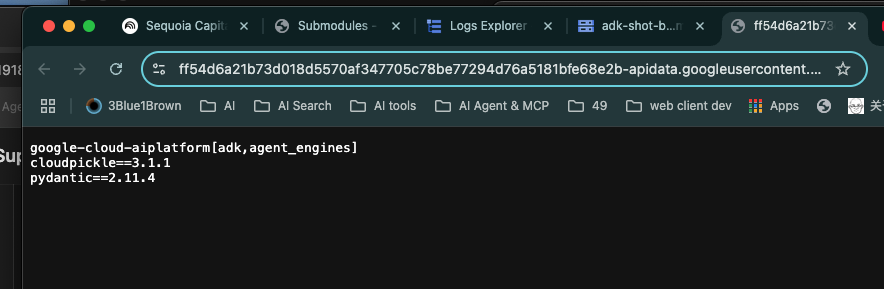 Sequoia Capit
Submodules -
Logs Explorer
adk-shot-b...m
ff54d6a21b73
1918
ff54d6a21b73d018d5570af347705c78be77294d76a5181bfe68e2b-apidata.googleusercontent....
Age
3Blue1Brown
AI
AI Search
AI tools
AI Agent & MCP
49
web client dev
Apps
关
Sup
google-cloud-aiplatform[adk,agent_engines]
cloudpickle==3.1.1
pydantic==2.11.4